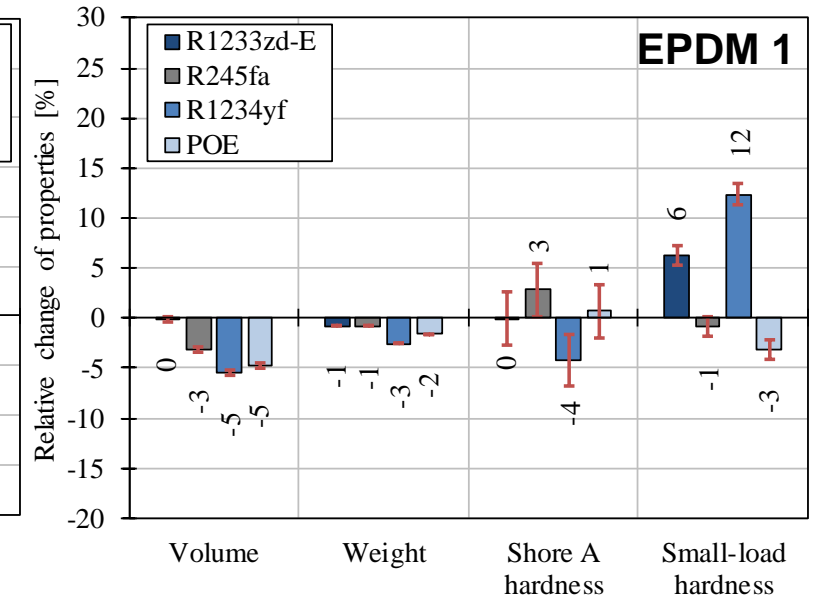 EPDM 1
R1233zd-E
R245fa
R1234yf
POE
Relative change of properties [%]
30
25
20
15
10
5
0
-5
-10
-15
-20
0
-3
-5
-5
-1
-1
-3
-2
0
3
-4
1
6
-1
12
-3
Volume
Weight
Shore A
hardness
Small-load
hardness